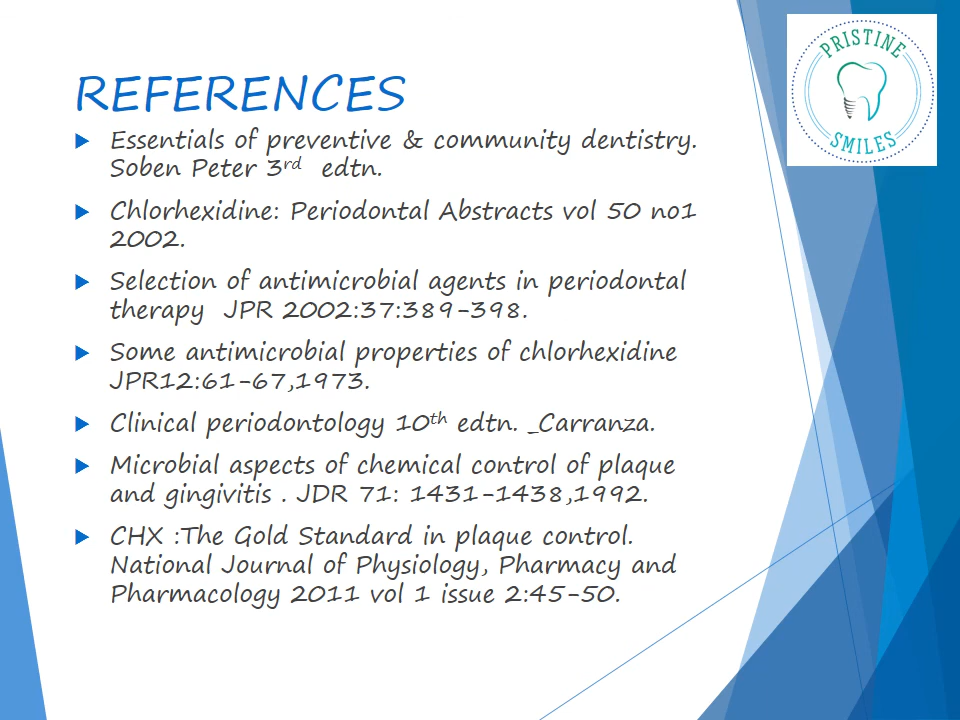 PRISTINE
SMILES
REFERENCES
Essentials of preventive & community dentistry.
Soben Peter 3rd edtn.
Chlorhexidine: Periodontal Abstracts vol 50 no1
2002.
Selection of antimicrobial agents in periodontal
therapy JPR 2002:37:389-398.
Some antimicrobial properties of chlorhexidine
JPR12:61-67,1973.
Clinical periodontology 10th edtn. _Carranza.
Microbial aspects of chemical control of plaque
and gingivitis . JDR 71: 1431-1438,1992.
CHX :The Gold Standard in plaque control.
National Journal of Physiology, Pharmacy and
Pharmacology 2011 vol 1 issue 2:45-50.